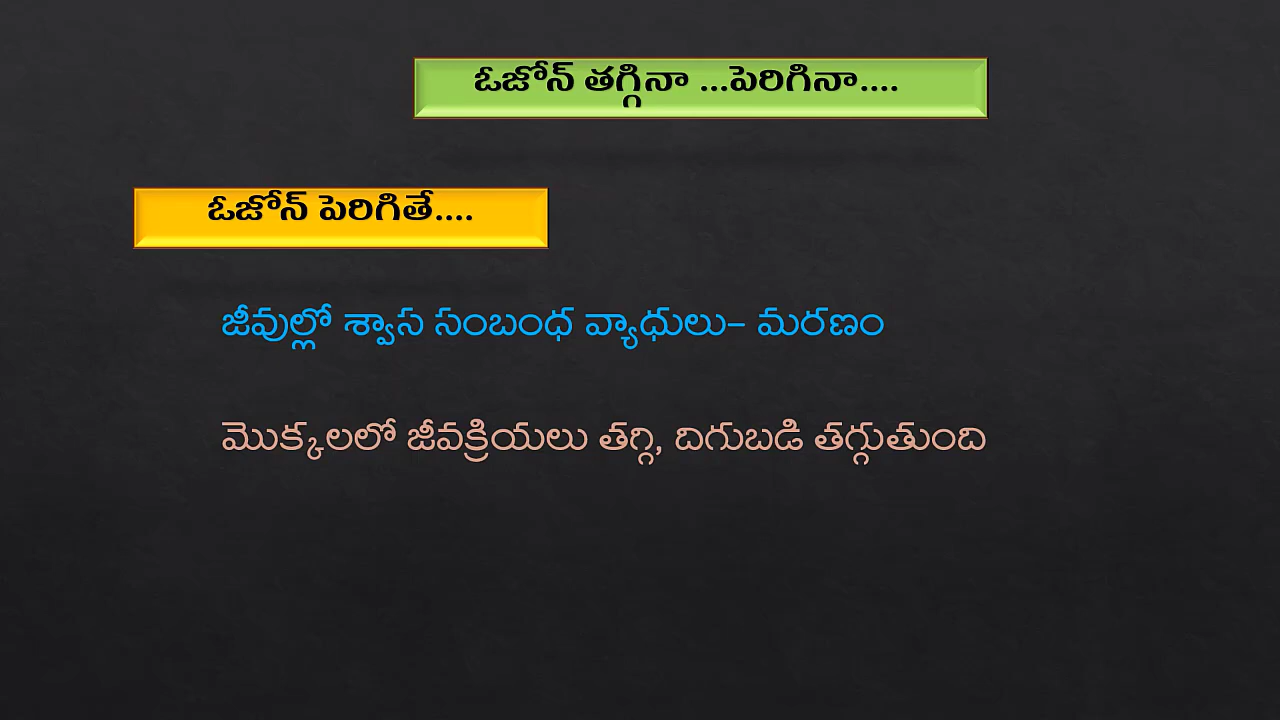 ఓజోన్ తగ్గినా ...పెరిగినా....
ఓజోన్ పెరిగితే....
జీవుల్లో శ్వాస సంబంధ వ్యాధులు– మరణం
మొక్కలలో జీవక్రియలు తగ్గి, దిగుబడి తగ్గుతుంది